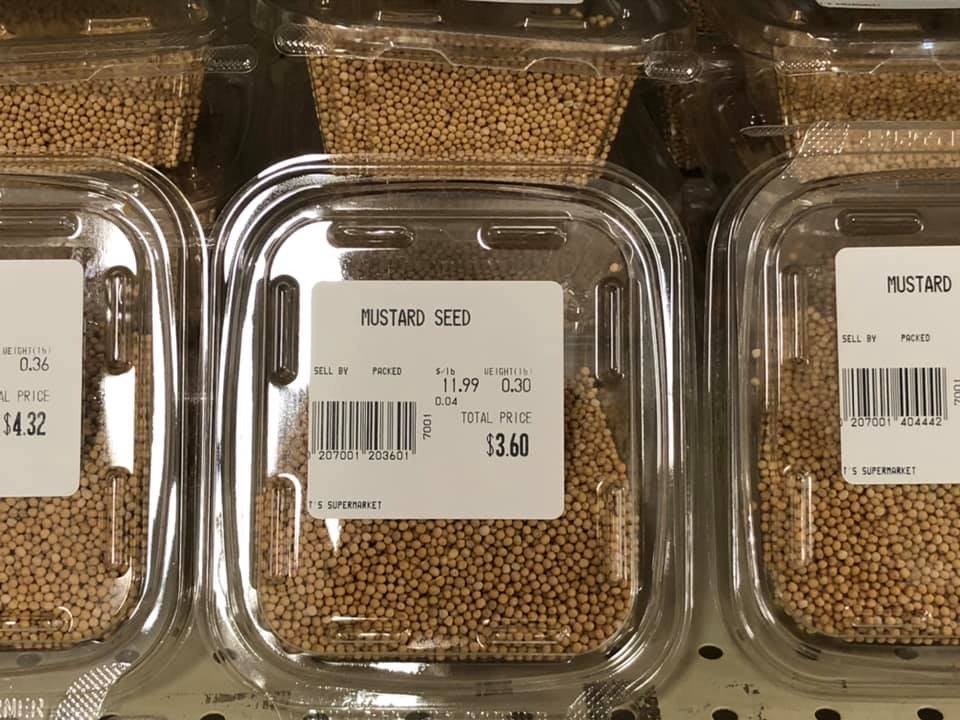 WEIGHT(lb)
0.36
AL PRICE
$4.32
MUSTARD SEED
SELL BY PACKED $/lb WEIGHT(lb)
11.99 0.30
0.04
TOTAL PRICE
$3.60
7001
207001 203601
T'S SUPERMARKET
MUSTARD
SELL BY PACKED
7001
207001 404442
T'S SUPERMARKET